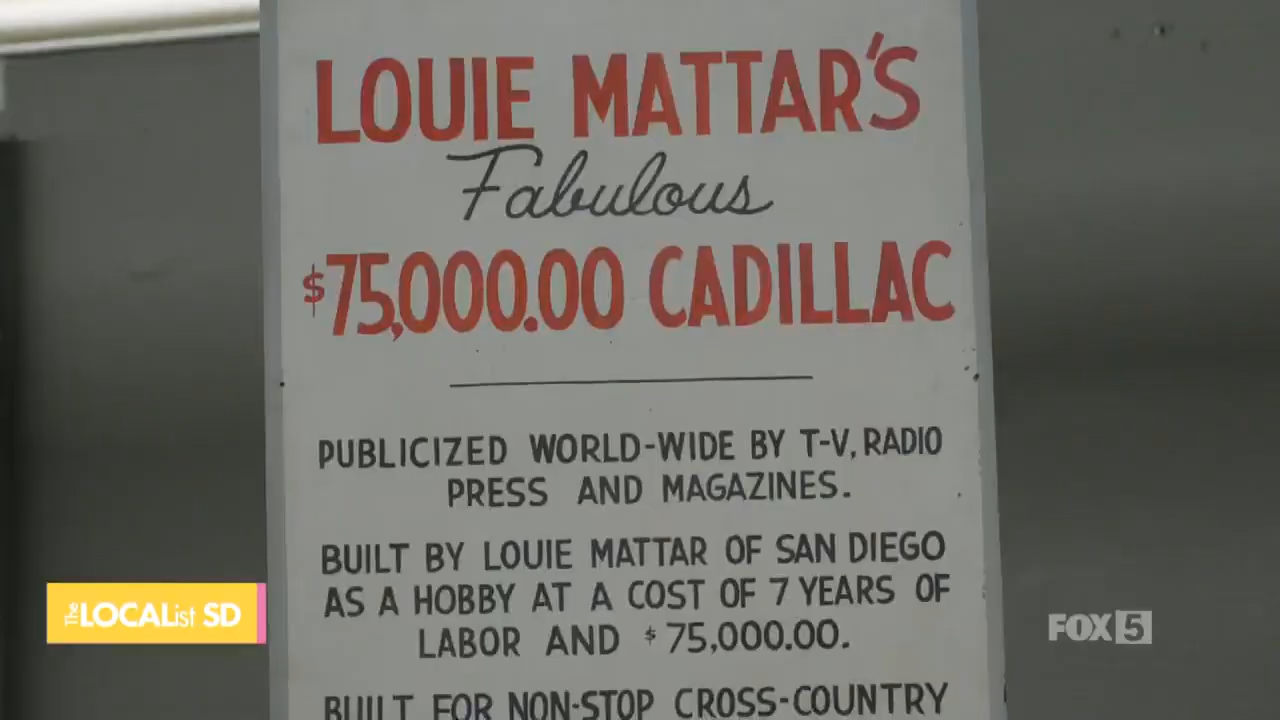 LOUIE MATTAR'S
Fabulous
$75,000.00 CADILLAC
PUBLICIZED WORLD-WIDE BY T-V, RADIO
PRESS AND MAGAZINES.
BUILT BY LOUIE MATTAR OF SAN DIEGO
AS A HOBBY AT A COST OF 7 YEARS OF
LABOR AND $75,000.00.
BUILT FOR NON-STOP CROSS-COUNTRY
The LOCAList SD
FOX 5